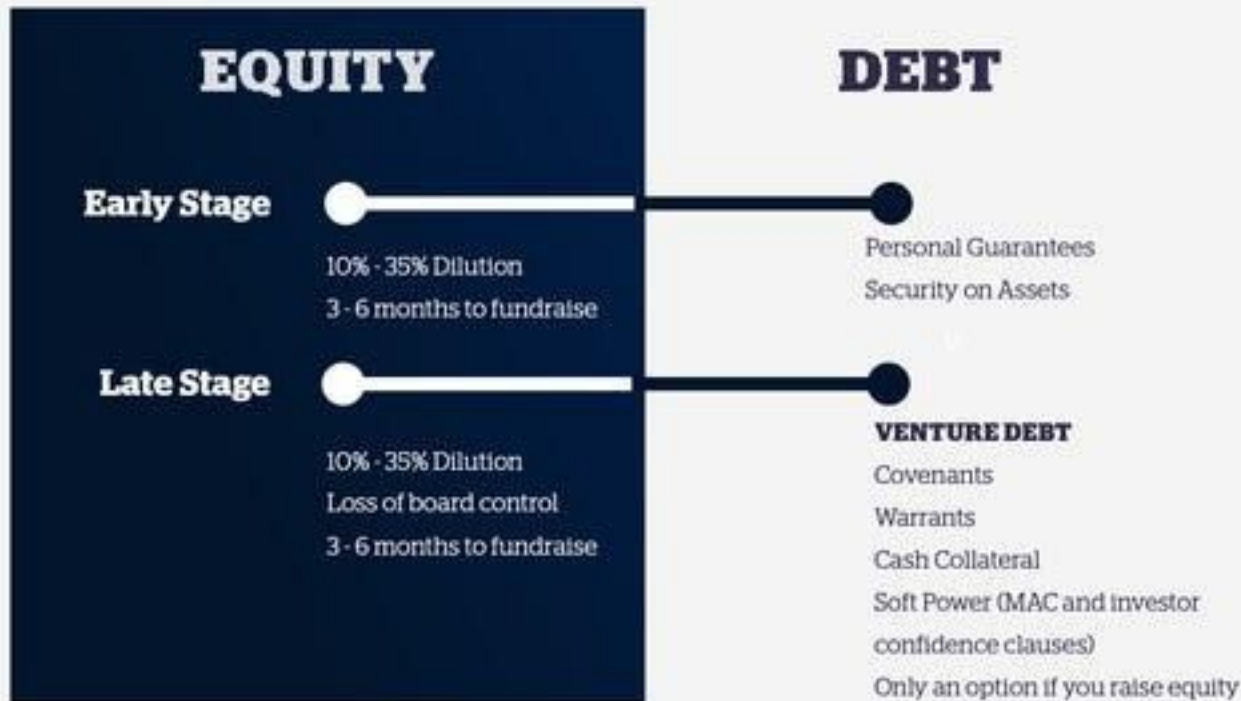 EQUITY
DEBT
Early Stage
10% - 35% Dilution
3 - 6 months to fundraise
Personal Guarantees
Security on Assets
Late Stage
10% - 35% Dilution
Loss of board control
3 - 6 months to fundraise
VENTURE DEBT
Covenants
Warrants
Cash Collateral
Soft Power (MAC and investor
confidence clauses)
Only an option if you raise equity